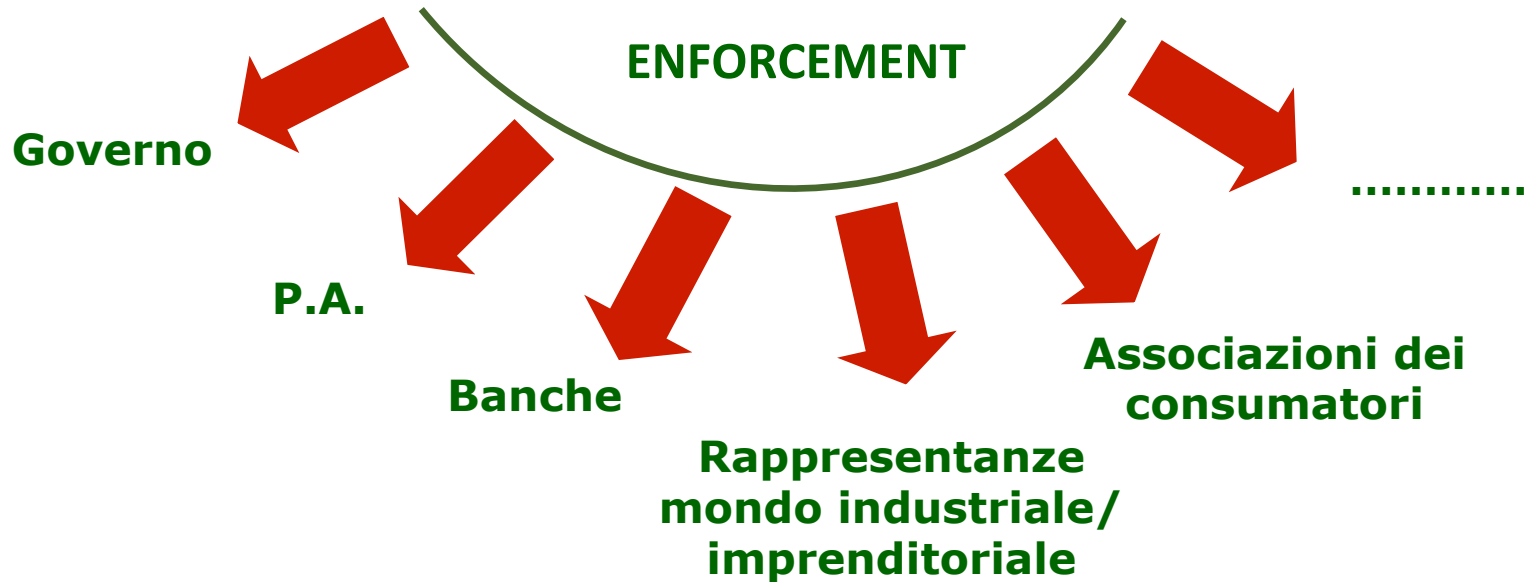 ENFORCEMENT
Governo
P.A.
Banche
Rappresentanze
mondo industriale/
imprenditoriale
Associazioni dei
consumatori
............